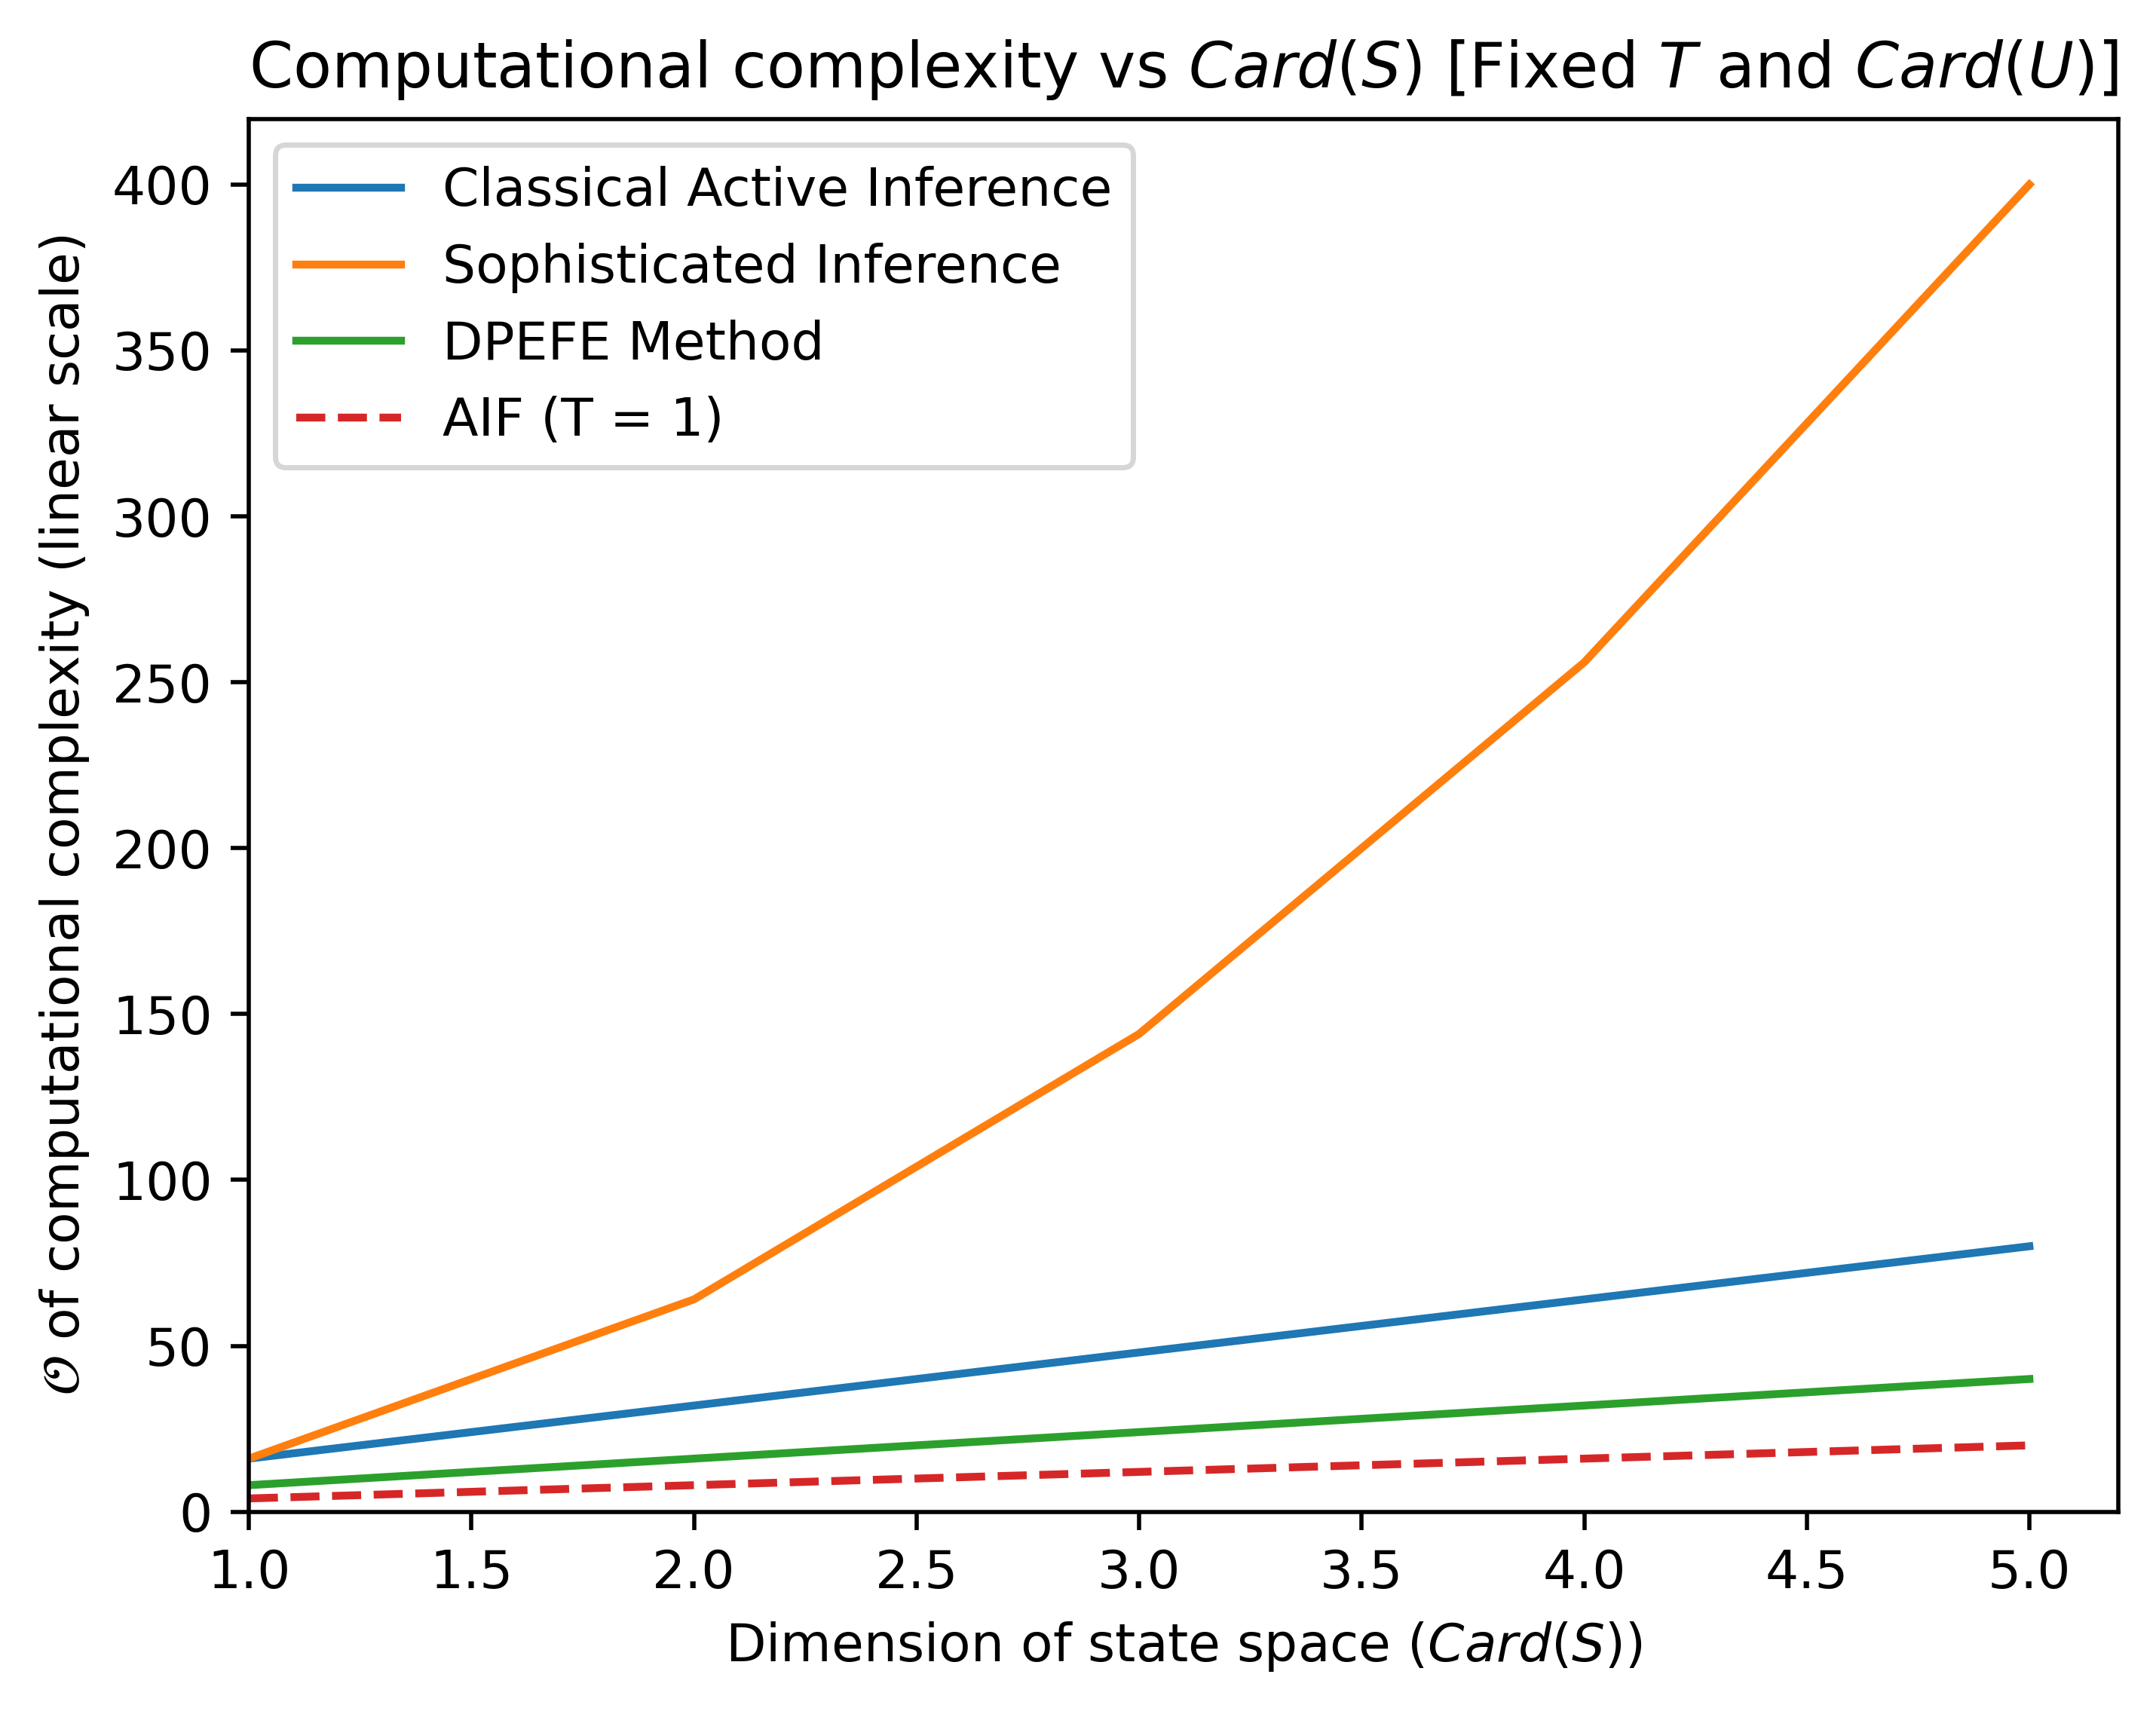 Computational complexity vs Card(S) [Fixed T and Card(U)]
Classical Active Inference
Sophisticated Inference
DPEFE Method
AIF (T = 1)
𝒪 of computational complexity (linear scale)
400
350
300
250
200
150
100
50
0
1.0 1.5 2.0 2.5 3.0 3.5 4.0 4.5 5.0
Dimension of state space (Card(S))